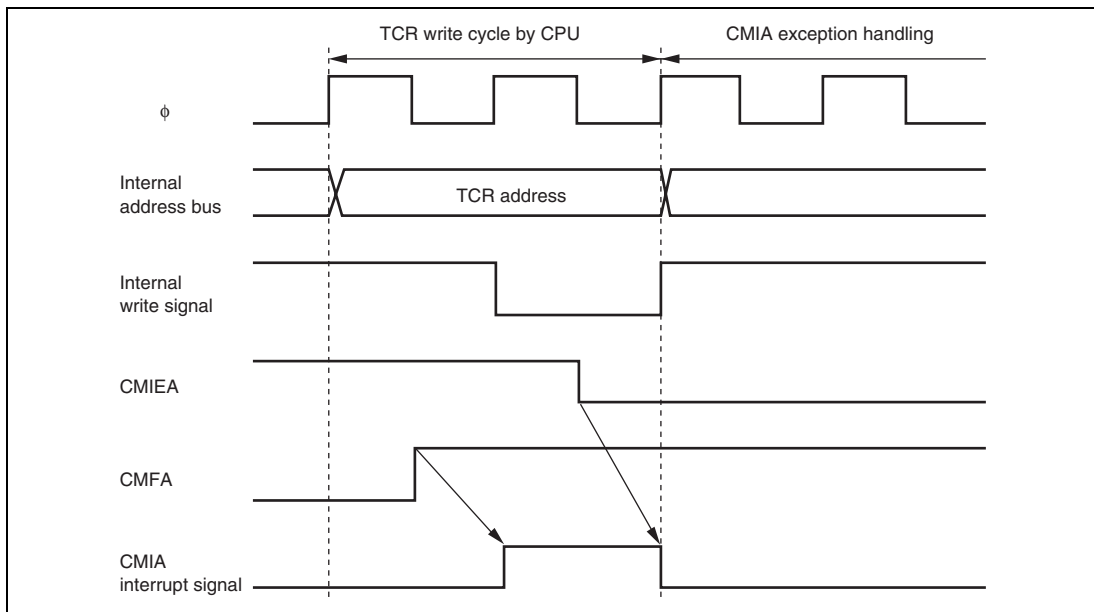 TCR write cycle by CPU
CMIA exception handling
ϕ
Internal
address bus
TCR address
Internal
write signal
CMIEA
CMFA
CMIA
interrupt signal